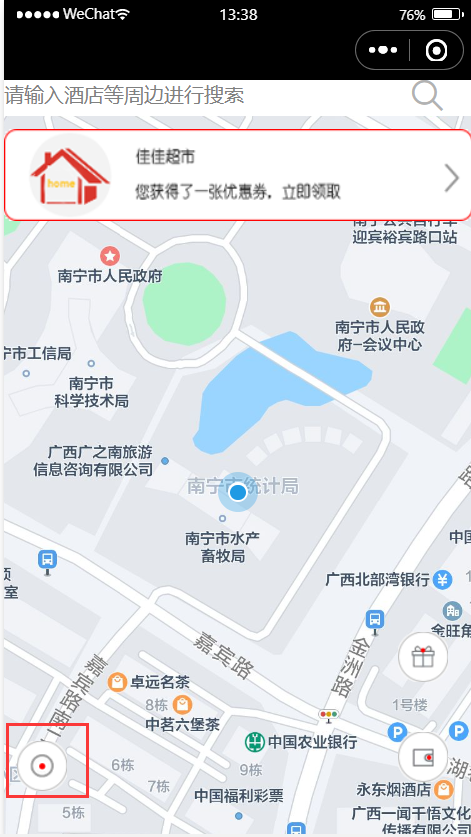 WeChat
13:38
76%
请输入酒店等周边进行搜索
佳佳超市
home
您获得了一张优惠券，立即领取
迎宾裕宾路口站
南宁市人民政府
南宁市人民政
府-会议中心
宁市工信局
南宁市
科学技术局
广西广之南旅游
信息咨询有限公司
南宁市统计局
南宁市水产
畜牧局
中国
广西北部湾银行
室
金旺角
嘉宾路
金洲路
嘉宾路
卓远名茶
8栋
中茗六堡茶
1号楼
中国农业银行
6栋
9栋
7栋
湖
永东烟酒店
中国福利彩票
5栋
广西一闻千悟文化
传播有限公司